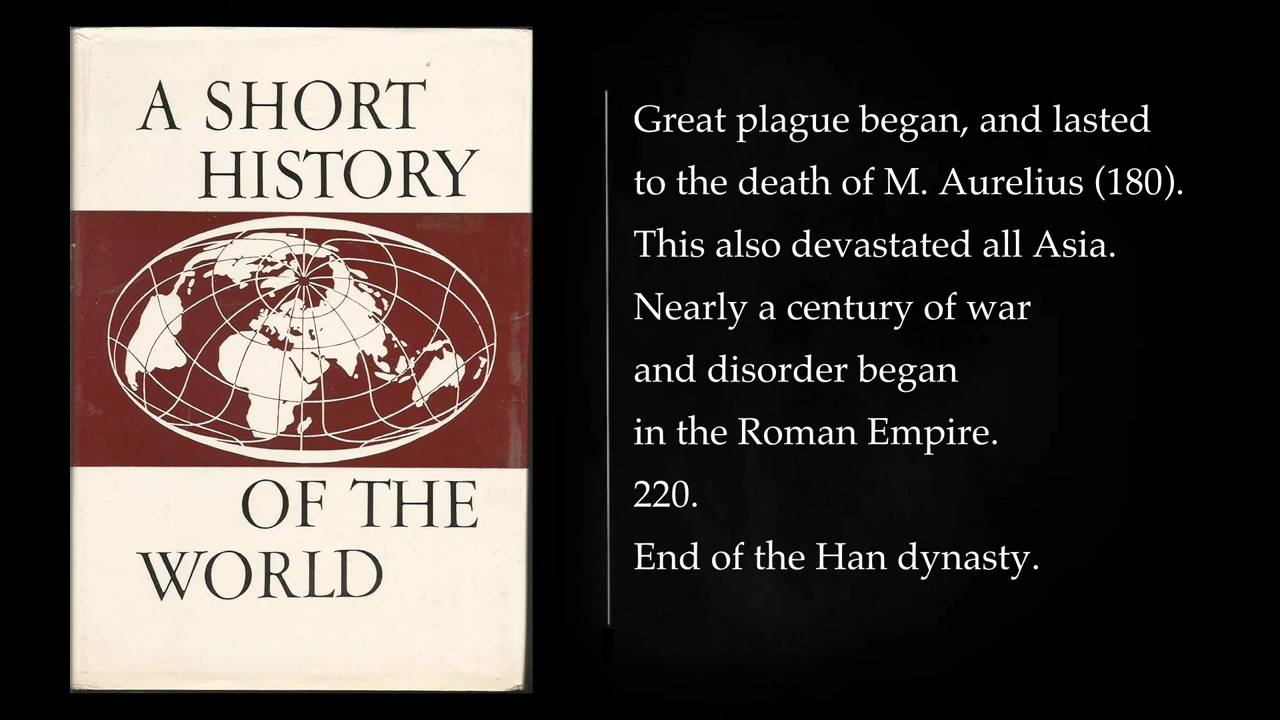 A SHORT
HISTORY
OF THE
WORLD
Great plague began, and lasted
to the death of M. Aurelius (180).
This also devastated all Asia.
Nearly a century of war
and disorder began
in the Roman Empire.
220.
End of the Han dynasty.